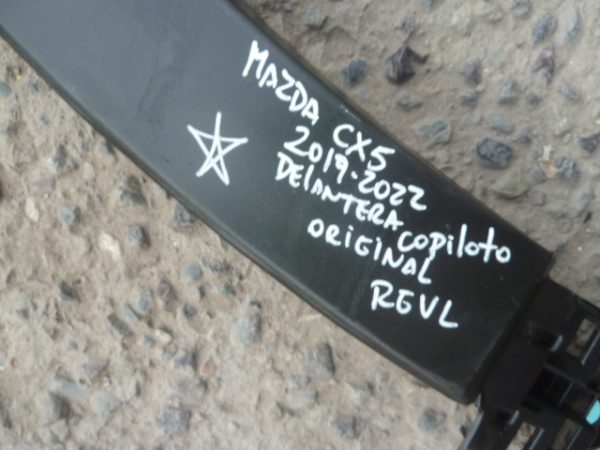 MAZDA CX5
2019-2022
DElANTERA copiloto
ORIGINAL
REVL